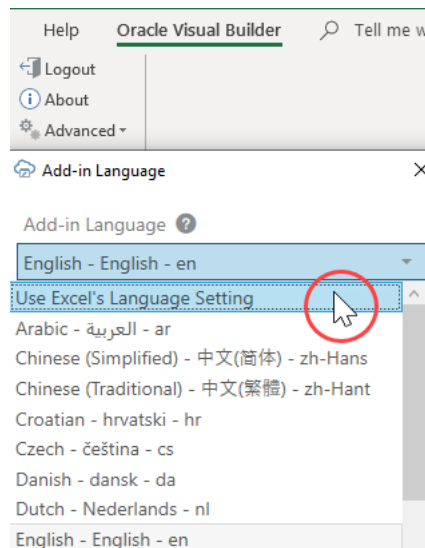 Help Oracle Visual Builder Tell me
Logout
About
Advanced
Add-in Language
Add-in Language ?
English - English - en
Use Excel's Language Setting
Arabic - العربية - ar
Chinese (Simplified) - 中文(简体) - zh-Hans
Chinese (Traditional) - 中文(繁體) - zh-Hant
Croatian - hrvatski - hr
Czech - čeština - cs
Danish - dansk - da
Dutch - Nederlands - nl
English - English - en